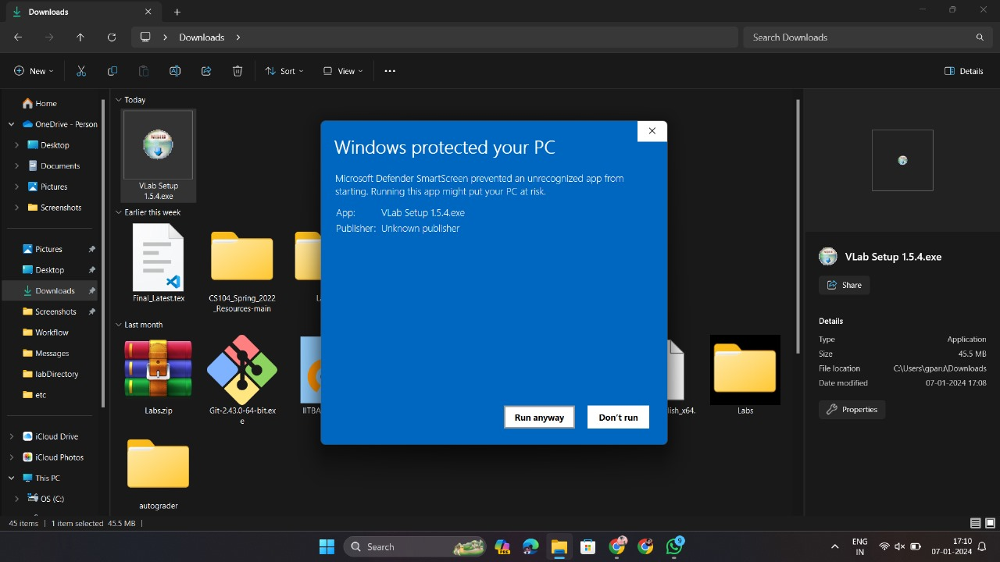 Downloads
Downloads
Search Downloads
New
Sort
View
Details
Home
OneDrive - Person
Desktop
Documents
Pictures
Screenshots
Pictures
Desktop
Downloads
Screenshots
Workflow
Messages
labDirectory
etc
iCloud Drive
iCloud Photos
This PC
OS (C:)
Today
VLab Setup
1.5.4.exe
Earlier this week
Final_Latest.tex
CS104_Spring_2022
_Resources-main
Last month
Labs.zip
Git-2.43.0-64-bit.ex
e
IITBA
lish_x64.
Labs
autograder
Windows protected your PC
Microsoft Defender SmartScreen prevented an unrecognized app from
starting. Running this app might put your PC at risk.
App: VLab Setup 1.5.4.exe
Publisher: Unknown publisher
Run anyway
Don't run
VLab Setup 1.5.4.exe
Share
Details
Type Application
Size 45.5 MB
File location C:\Users\gparu\Downloads
Date modified 07-01-2024 17:08
Properties
45 items
1 item selected 45.5 MB
Search
PRE
9
ENG
IN
17:10
07-01-2024